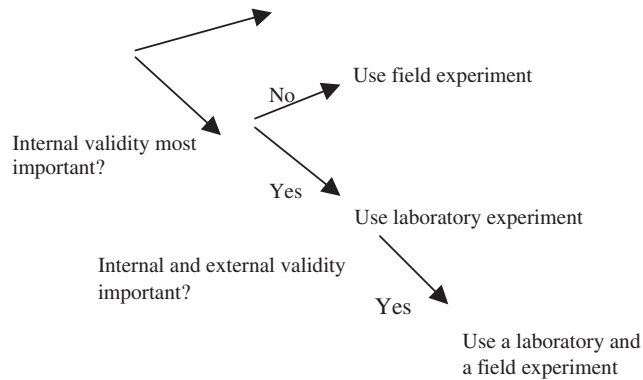 Use field experiment
No
Internal validity most
important?
Yes
Use laboratory experiment
Internal and external validity
important?
Yes
Use a laboratory and
a field experiment